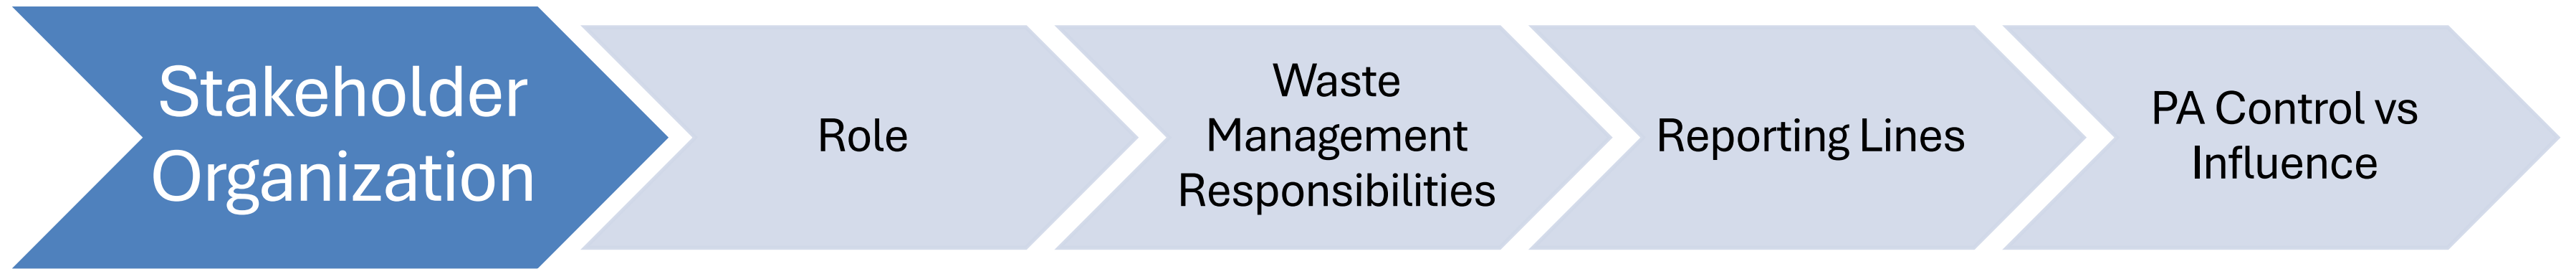 Stakeholder
Organization
Role
Waste
Management
Responsibilities
Reporting Lines
PA Control vs
Influence